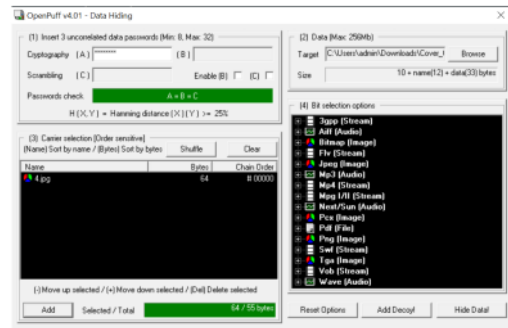 OpenPuff v4.01 - Data Hiding
(1) Insert 3 uncorrelated data passwords (Min: 8, Max: 32)
Cryptography (A) ******** (B)
Scrambling (C) Enable (B) (C)
Passwords check A = B = C
H (X, Y) = Hamming distance (X) (Y) >= 25%
(2) Data (Max: 256Mb)
Target C:\Users\admin\Downloads\Cover_ Browse
Size 10 + name(12) + data(33) bytes
(3) Carrier selection (Order sensitive)
(Name) Sort by name / (Bytes) Sort by bytes Shuffle Clear
Name Bytes Chain Order
4.jpg 64 # 00000
(-) Move up selected / (+) Move down selected / (Del) Delete selected
Add Selected / Total 64 / 55 bytes
(4) Bit selection options
3gpp (Stream)
Aiff (Audio)
Bitmap (Image)
Flv (Stream)
Jpeg (Image)
Mp3 (Audio)
Mp4 (Stream)
Mpg I/II (Stream)
Next/Sun (Audio)
Pcx (Image)
Pdf (File)
Png (Image)
Swf (Stream)
Tga (Image)
Vob (Stream)
Wave (Audio)
Reset Options Add Decoy! Hide Data!